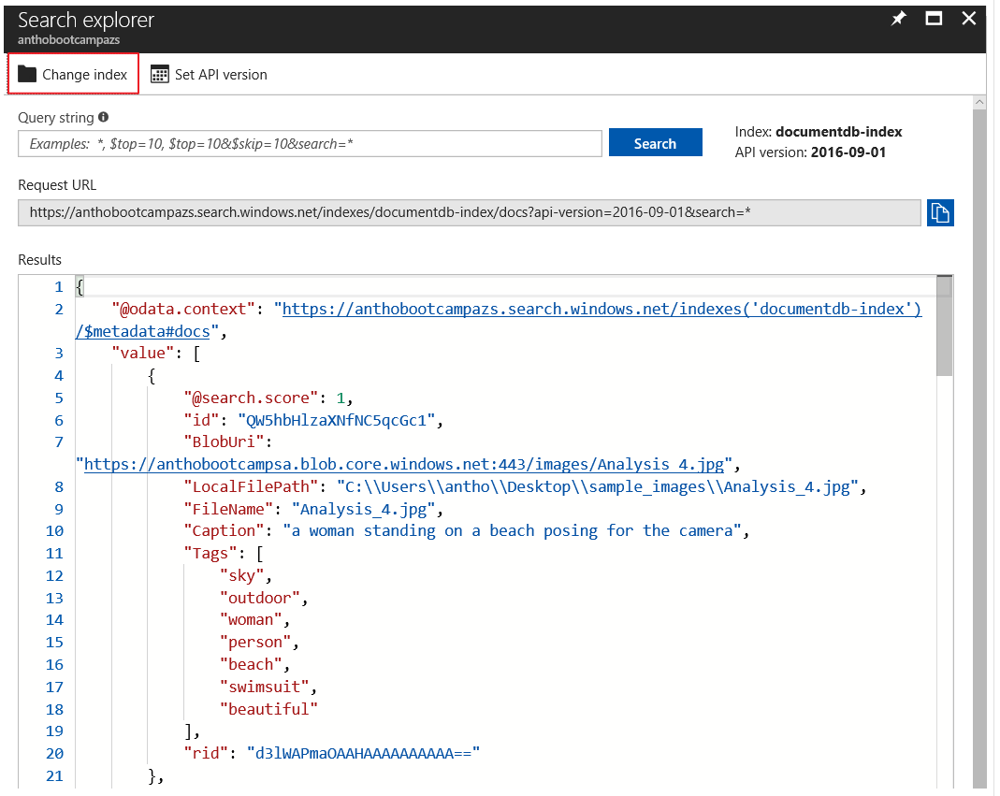 Search explorer
anthobootcampazs
Change index
Set API version
Query string
Examples: *, $top=10, $top=10&$skip=10&search=*
Search
Index: documentdb-index
API version: 2016-09-01
Request URL
https://anthobootcampazs.search.windows.net/indexes/documentdb-index/docs?api-version=2016-09-01&search=*
Results
1 {
2 "@odata.context": "https://anthobootcampazs.search.windows.net/indexes('documentdb-index')
/$metadata#docs",
3 "value": [
4 {
5 "@search.score": 1,
6 "id": "QW5hbHlzaXNfNC5qcGc1",
7 "BlobUri":
"https://anthobootcampsa.blob.core.windows.net:443/images/Analysis_4.jpg",
8 "LocalFilePath": "C:\\Users\\antho\\Desktop\\sample_images\\Analysis_4.jpg",
9 "FileName": "Analysis_4.jpg",
10 "Caption": "a woman standing on a beach posing for the camera",
11 "Tags": [
12 "sky",
13 "outdoor",
14 "woman",
15 "person",
16 "beach",
17 "swimsuit",
18 "beautiful"
19 ],
20 "rid": "d3lWAPmaOAAHAAAAAAAAAA=="
21 },